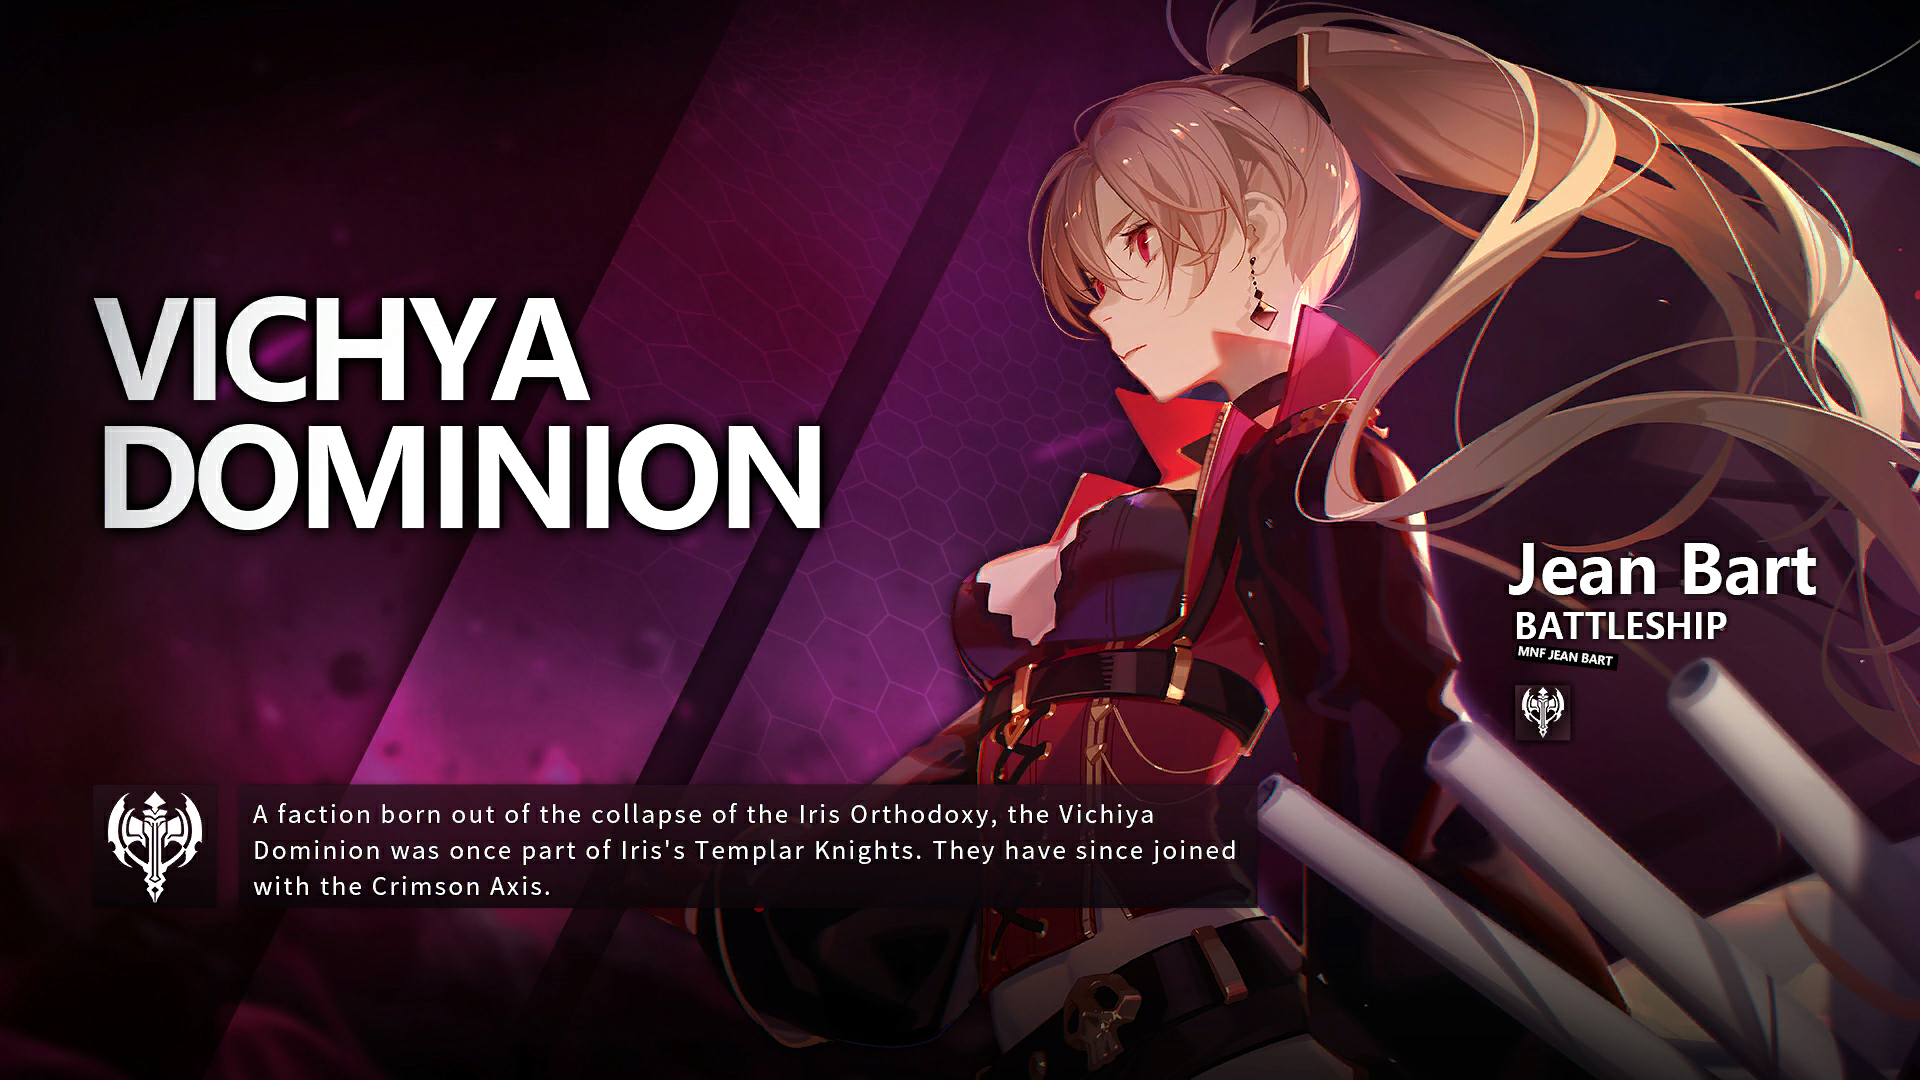 VICHYA
DOMINION
Jean Bart
BATTLESHIP
MNF JEAN BART
A faction born out of the collapse of the Iris Orthodoxy, the Vichiya
Dominion was once part of Iris's Templar Knights. They have since joined
with the Crimson Axis.